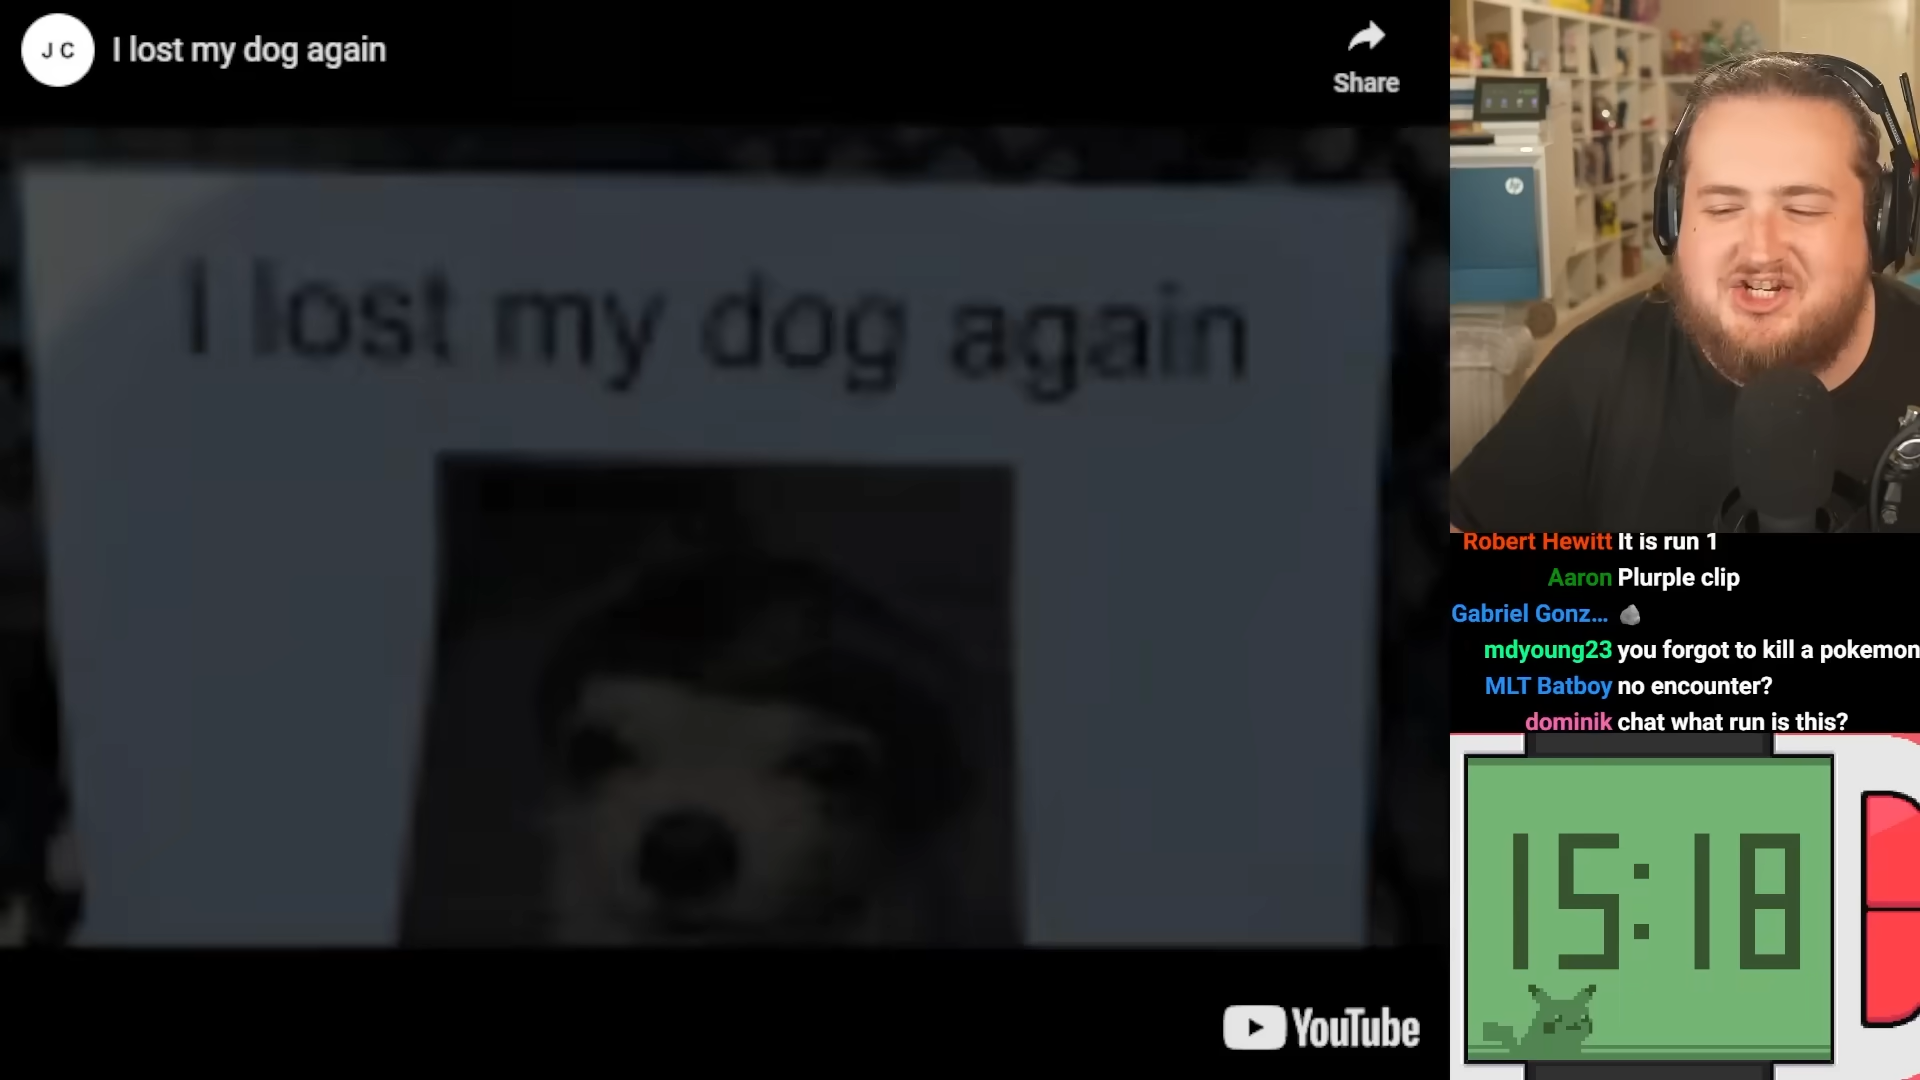 J C
I lost my dog again
Share
I lost my dog again
YouTube
hp
Robert Hewitt It is run 1
Aaron Plurple clip
Gabriel Gonz...
mdyoung23 you forgot to kill a pokemon
MLT Batboy no encounter?
dominik chat what run is this?
15:18